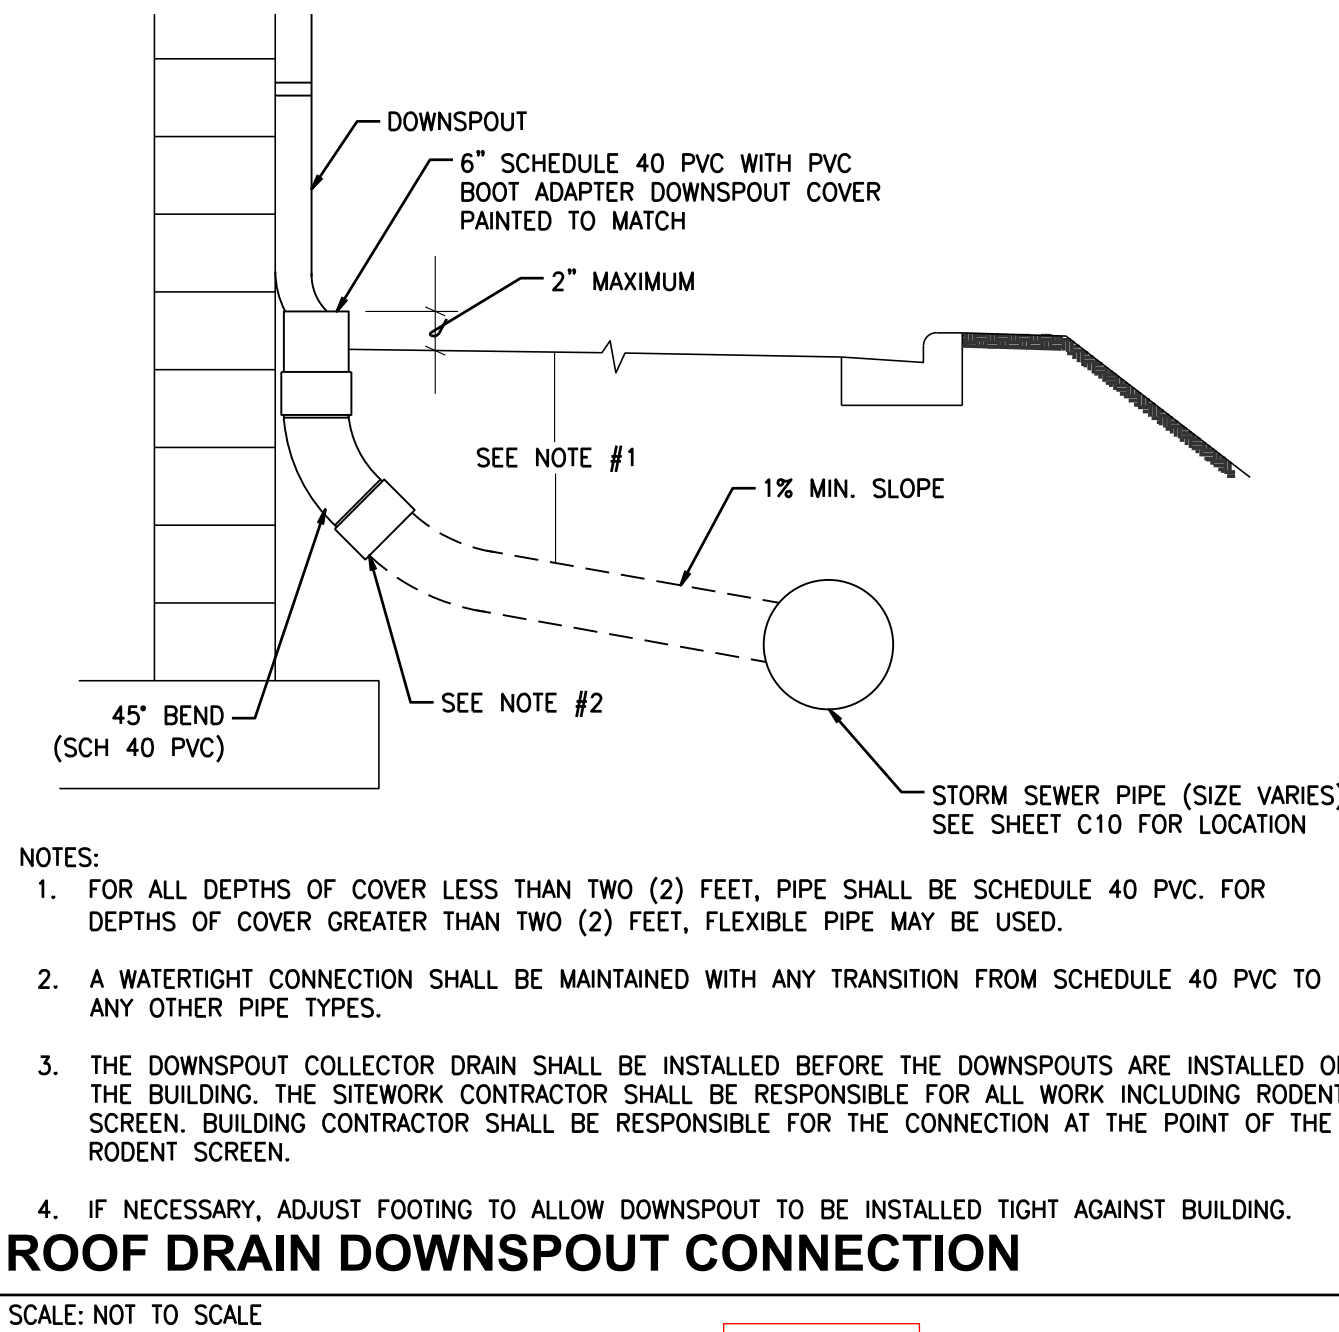 DOWNSPOUT
6" SCHEDULE 40 PVC WITH PVC
BOOT ADAPTER DOWNSPOUT COVER
PAINTED TO MATCH
2" MAXIMUM
SEE NOTE #1
1% MIN. SLOPE
SEE NOTE #2
45° BEND
(SCH 40 PVC)
STORM SEWER PIPE (SIZE VARIES)
SEE SHEET C10 FOR LOCATION
NOTES:
1. FOR ALL DEPTHS OF COVER LESS THAN TWO (2) FEET, PIPE SHALL BE SCHEDULE 40 PVC. FOR
DEPTHS OF COVER GREATER THAN TWO (2) FEET, FLEXIBLE PIPE MAY BE USED.
2. A WATERTIGHT CONNECTION SHALL BE MAINTAINED WITH ANY TRANSITION FROM SCHEDULE 40 PVC TO
ANY OTHER PIPE TYPES.
3. THE DOWNSPOUT COLLECTOR DRAIN SHALL BE INSTALLED BEFORE THE DOWNSPOUTS ARE INSTALLED
THE BUILDING. THE SITEWORK CONTRACTOR SHALL BE RESPONSIBLE FOR ALL WORK INCLUDING RODENT
SCREEN. BUILDING CONTRACTOR SHALL BE RESPONSIBLE FOR THE CONNECTION AT THE POINT OF THE
RODENT SCREEN.
4. IF NECESSARY, ADJUST FOOTING TO ALLOW DOWNSPOUT TO BE INSTALLED TIGHT AGAINST BUILDING.
ROOF DRAIN DOWNSPOUT CONNECTION
SCALE: NOT TO SCALE